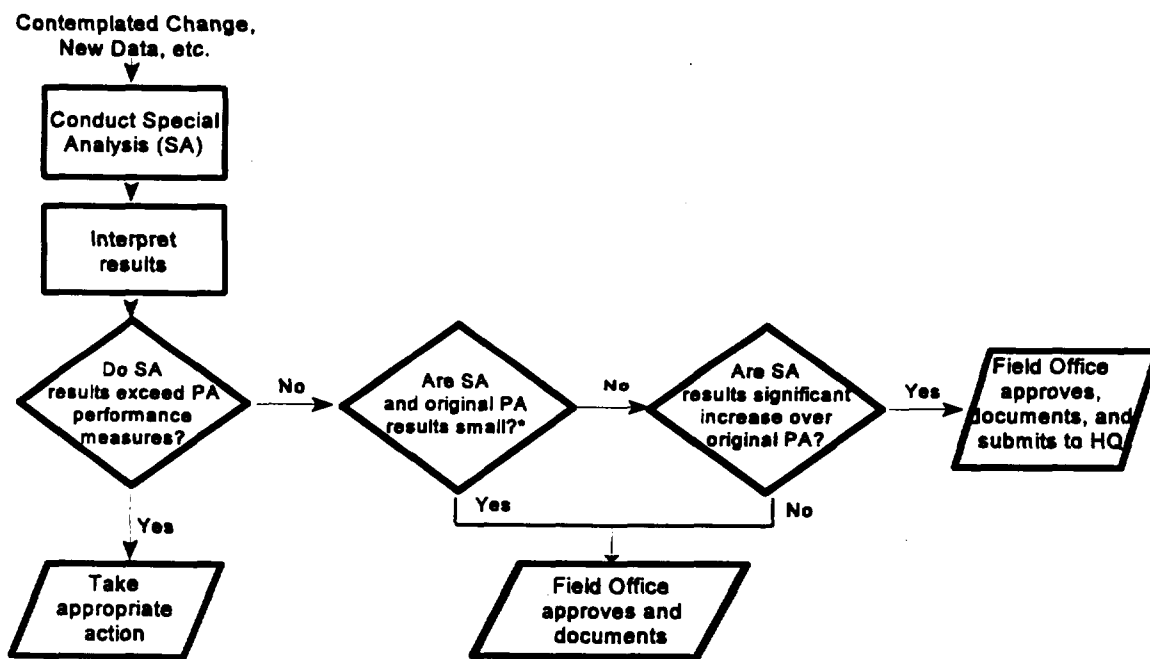 Contemplated Change,
New Data, etc.
Conduct Special
Analysis (SA)
Interpret
results
Do SA
results exceed PA
performance
measures?
No
Are SA
and original PA
results small?*
No
Are SA
results significant
increase over
original PA?
Yes
Field Office
approves,
documents, and
submits to HQ
Yes
Take
appropriate
action
Yes
No
Field Office
approves and
documents